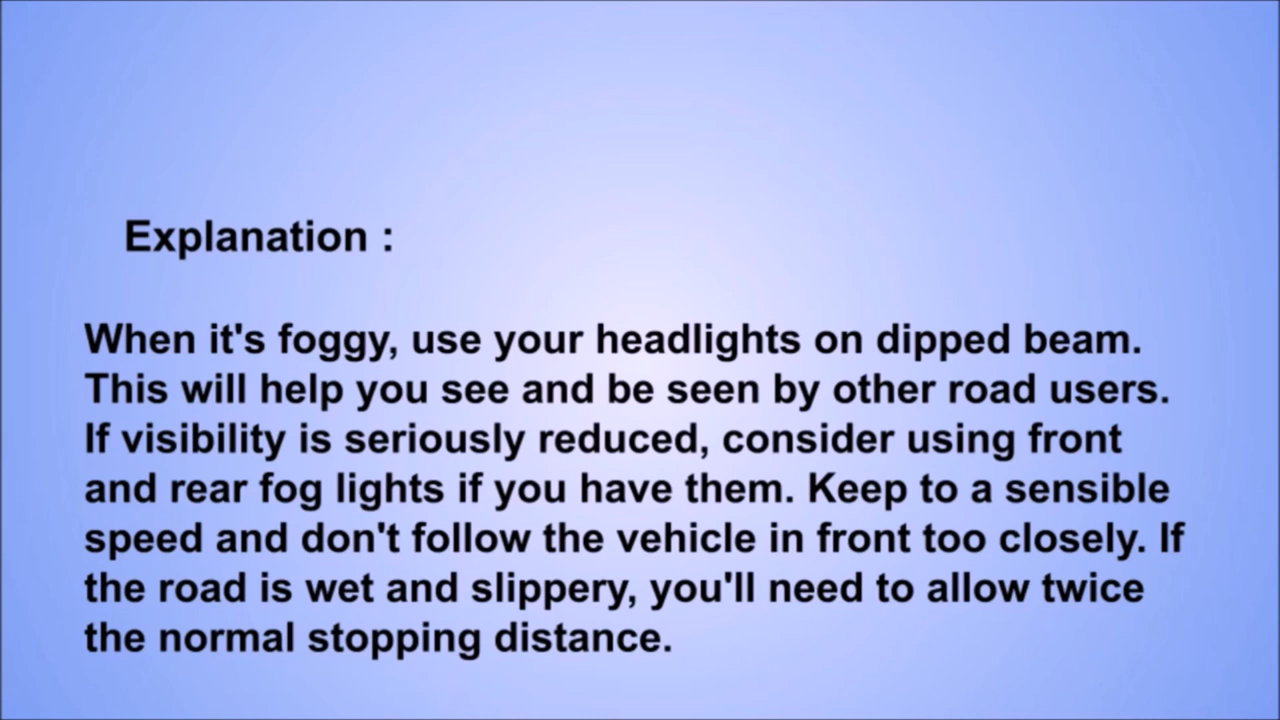 Explanation :
When it's foggy, use your headlights on dipped beam.
This will help you see and be seen by other road users.
If visibility is seriously reduced, consider using front
and rear fog lights if you have them. Keep to a sensible
speed and don't follow the vehicle in front too closely. If
the road is wet and slippery, you'll need to allow twice
the normal stopping distance.